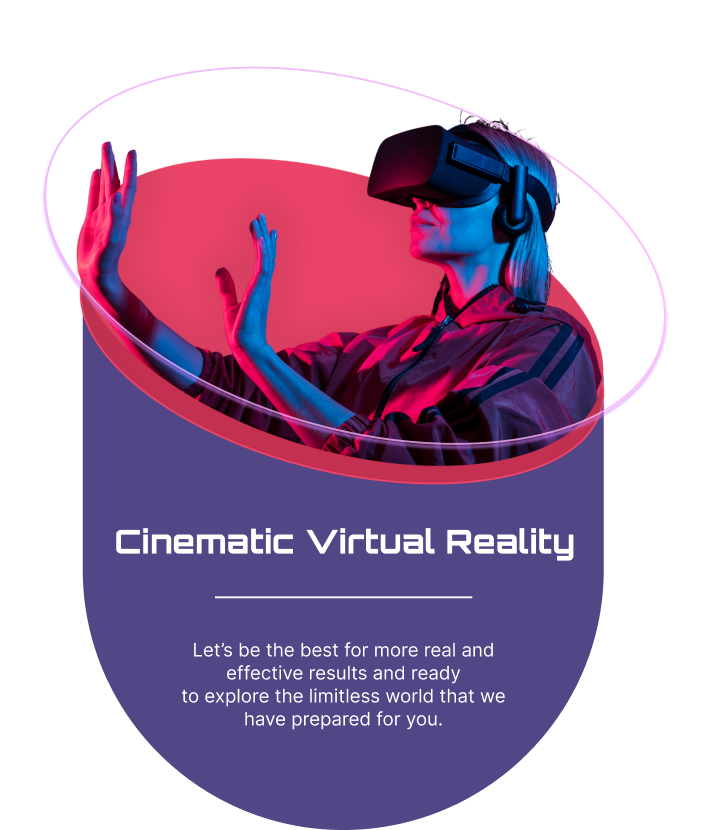 Cinematic Virtual Reality
Let’s be the best for more real and
effective results and ready
to explore the limitless world that we
have prepared for you.